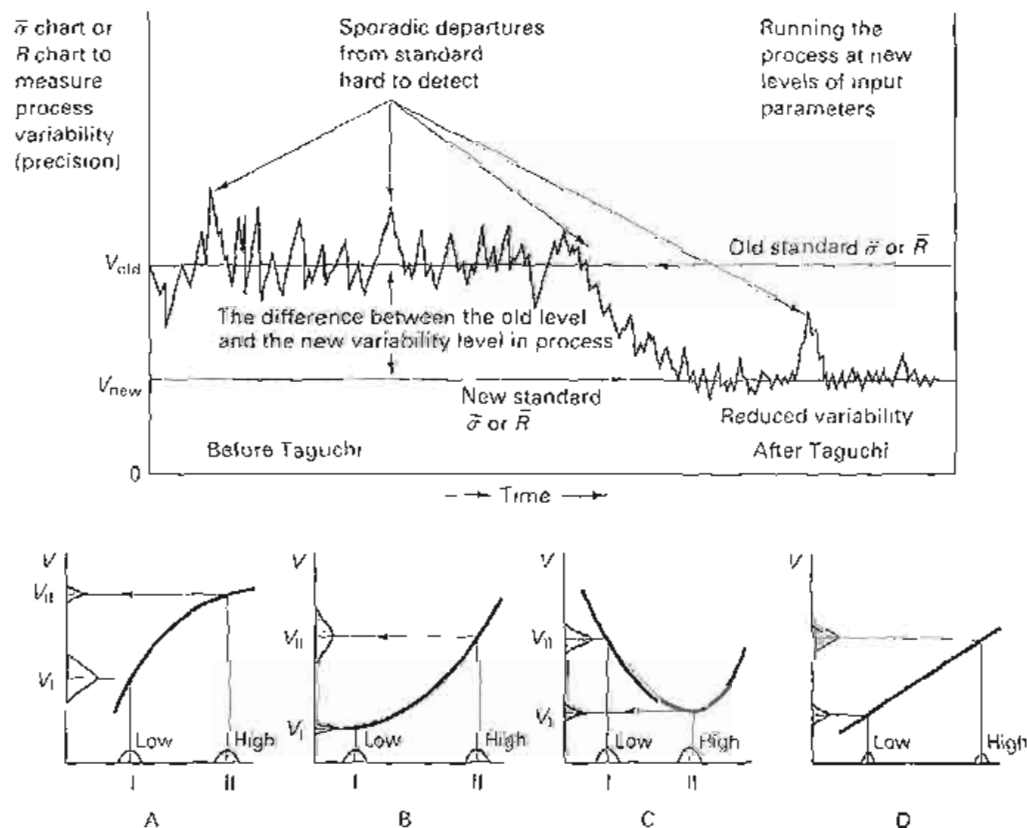 σ̄ chart or
R chart to
measure
process
variability
(precision)
Sporadic departures
from standard
hard to detect
Running the
process at new
levels of input
parameters
V_old
Old standard σ̄ or R̄
The difference between the old level
and the new variability level in process
V_new
New standard
σ̄ or R̄
Reduced variability
Before Taguchi
After Taguchi
0
Time
V
V_II
V_I
Low
High
I
II
A
V
V_II
V_I
Low
High
I
II
B
V
V_II
Low
High
I
II
C
V
Low
High
D